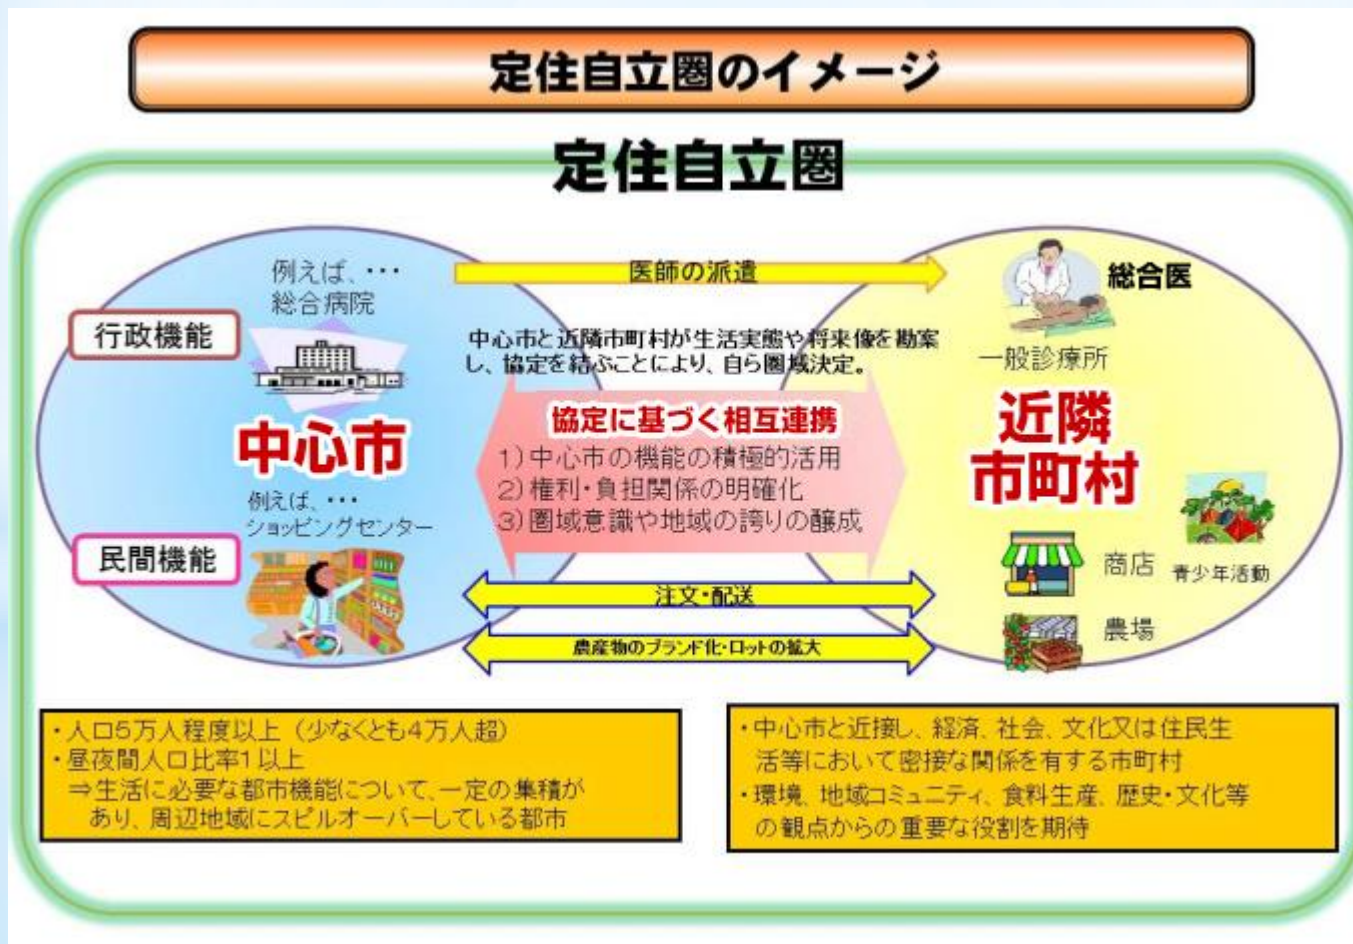 定住自立圏のイメージ
定住自立圏
例えば、・・・
総合病院
行政機能
中心市
例えば、・・・
ショッピングセンター
民間機能
医師の派遣
中心市と近隣市町村が生活実態や将来像を勘案
し、協定を結ぶことにより、自ら圏域決定。
協定に基づく相互連携
1)中心市の機能の積極的活用
2)権利・負担関係の明確化
3)圏域意識や地域の誇りの醸成
注文・配送
農産物のブランド化・ロットの拡大
総合医
一般診療所
近隣
市町村
商店
青少年活動
農場
・人口5万人程度以上（少なくとも4万人超）
・昼夜間人口比率1以上
⇒生活に必要な都市機能について、一定の集積が
あり、周辺地域にスピルオーバーしている都市
・中心市と近接し、経済、社会、文化又は住民生
活等において密接な関係を有する市町村
・環境、地域コミュニティ、食料生産、歴史・文化等
の観点からの重要な役割を期待